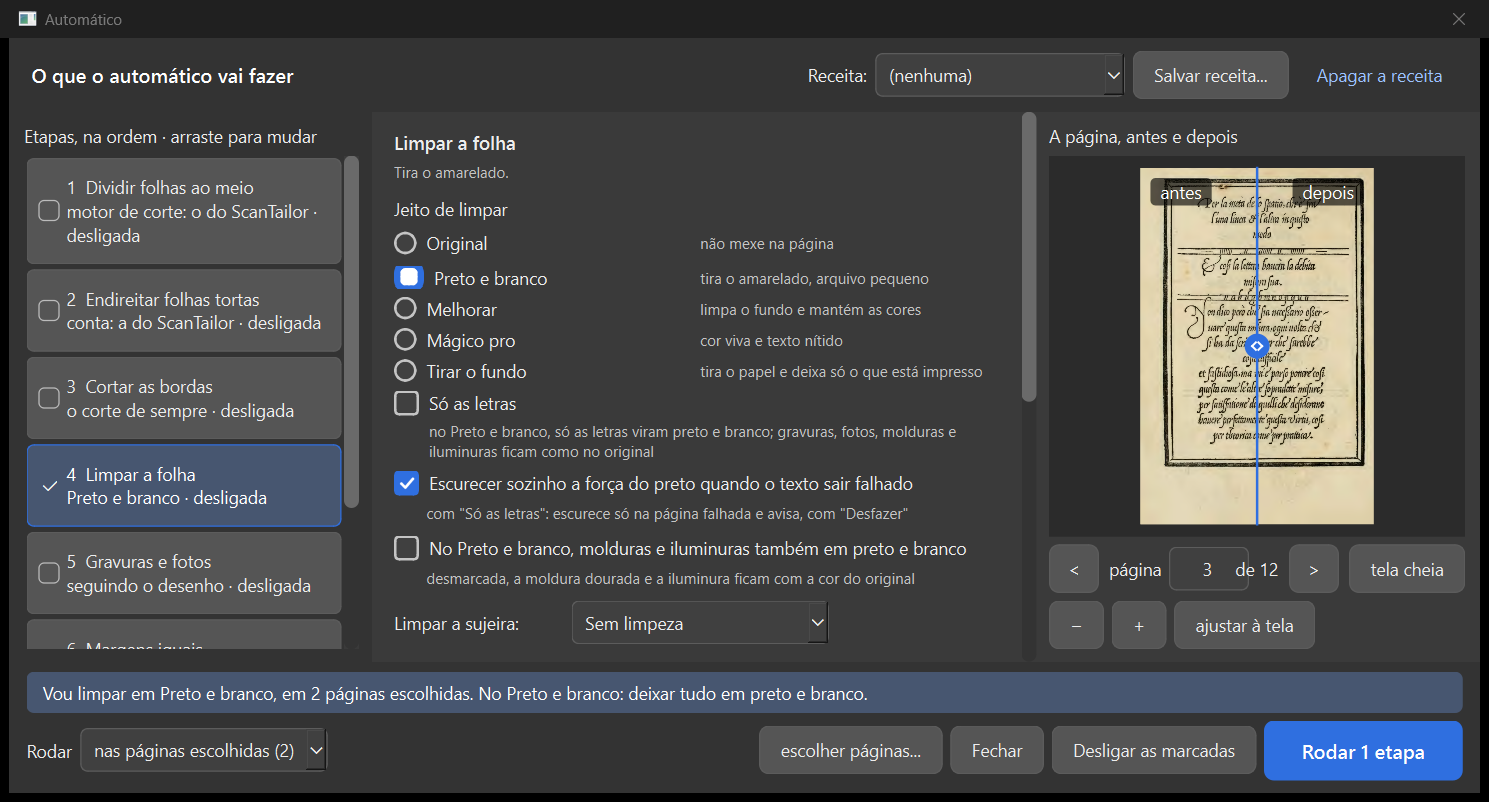 Automático
O que o automático vai fazer
Receita:
(nenhuma)
Salvar receita...
Apagar a receita
Etapas, na ordem · arraste para mudar
1 Dividir folhas ao meio
motor de corte: o do ScanTailor ·
desligada
2 Endireitar folhas tortas
conta: a do ScanTailor · desligada
3 Cortar as bordas
o corte de sempre · desligada
4 Limpar a folha
Preto e branco · desligada
5 Gravuras e fotos
seguindo o desenho · desligada
6 Margens iguais
Limpar a folha
Tira o amarelado.
Jeito de limpar
Original
não mexe na página
Preto e branco
tira o amarelado, arquivo pequeno
Melhorar
limpa o fundo e mantém as cores
Mágico pro
cor viva e texto nítido
Tirar o fundo
tira o papel e deixa só o que está impresso
Só as letras
no Preto e branco, só as letras viram preto e branco; gravuras, fotos, molduras e
iluminuras ficam como no original
Escurecer sozinho a força do preto quando o texto sair falhado
com "Só as letras": escurece só na página falhada e avisa, com "Desfazer"
No Preto e branco, molduras e iluminuras também em preto e branco
desmarcada, a moldura dourada e a iluminura ficam com a cor do original
Limpar a sujeira:
Sem limpeza
A página, antes e depois
antes
depois
<
página
3
de 12
>
tela cheia
−
+
ajustar à tela
Vou limpar em Preto e branco, em 2 páginas escolhidas. No Preto e branco: deixar tudo em preto e branco.
Rodar
nas páginas escolhidas (2)
escolher páginas...
Fechar
Desligar as marcadas
Rodar 1 etapa